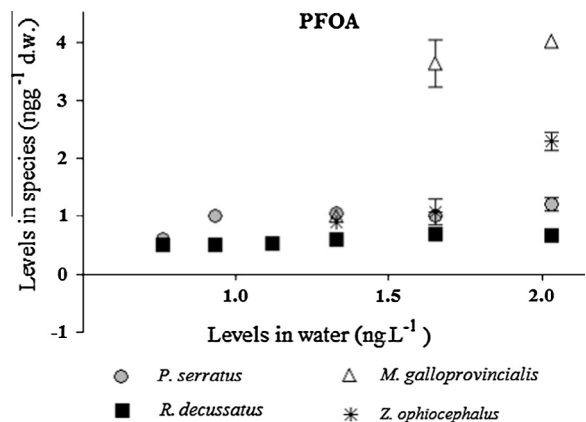 PFOA
Levels in species (ngg⁻¹ d.w.)
4
3
2
1
0
-1
1.0 1.5 2.0
Levels in water (ng L⁻¹)
P. serratus
M. galloprovincialis
R. decussatus
Z. ophiocephalus